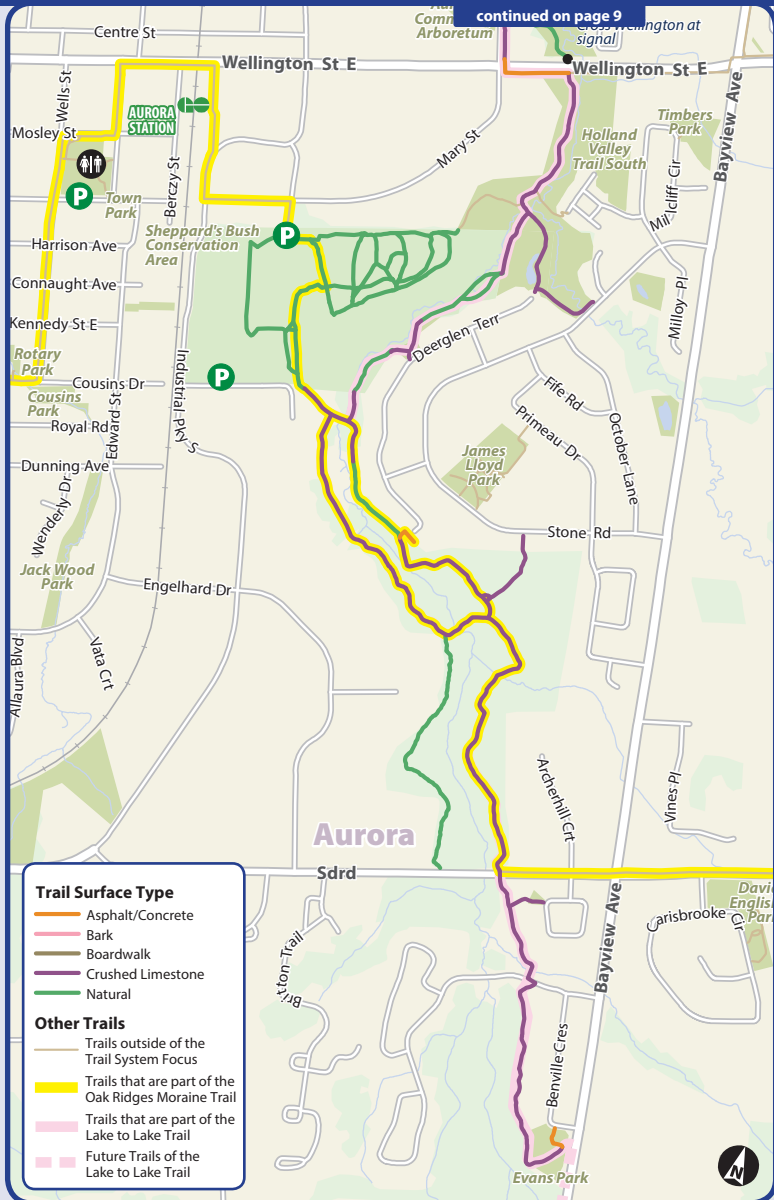 continued on page 9
Centre St
Comm
Arboretum
Cross Wellington at
signal
Wellington St E
Wellington St E
Wells St
AURORA
STATION
Mosley St
Mary St
Timbers
Park
Bayview Ave
Holland
Valley
Trail South
P
Town
Park
Berczy St
Millcliff Cir
Sheppard's Bush
Conservation
Area
P
Harrison Ave
Connaught Ave
Milloy Pl
Kennedy St E
Deerglen Terr
Rotary
Park
Industrial Pky S
P
Cousins Dr
Cousins
Park
Fife Rd
Royal Rd
Edward St
Primeau Dr
October Lane
Dunning Ave
James
Lloyd
Park
Wenderly Dr
Stone Rd
Jack Wood
Park
Engelhard Dr
Allaura Blvd
Vata Crt
Archerhill Crt
Vines Pl
Aurora
Sdrd
Davi
English
Par
Carisbrooke Cir
Bayview Ave
Britton Trail
Benville Cres
Evans Park
N
Trail Surface Type
Asphalt/Concrete
Bark
Boardwalk
Crushed Limestone
Natural
Other Trails
Trails outside of the
Trail System Focus
Trails that are part of the
Oak Ridges Moraine Trail
Trails that are part of the
Lake to Lake Trail
Future Trails of the
Lake to Lake Trail